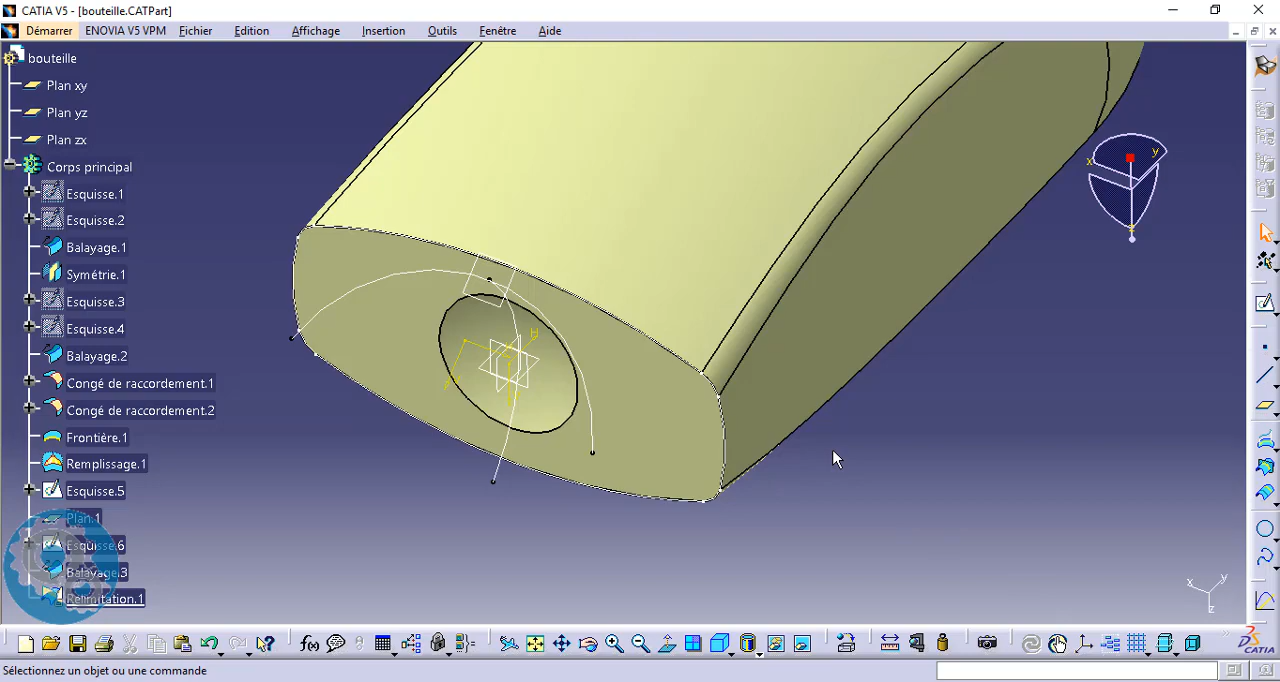 CATIA V5 - [bouteille.CATPart]
Démarrer ENOVIA V5 VPM Fichier Edition Affichage Insertion Outils Fenêtre Aide
bouteille
Plan xy
Plan yz
Plan zx
Corps principal
Esquisse.1
Esquisse.2
Balayage.1
Symétrie.1
Esquisse.3
Esquisse.4
Balayage.2
Congé de raccordement.1
Congé de raccordement.2
Frontière.1
Remplissage.1
Esquisse.5
Plan.1
Esquisse.6
Balayage.3
Relimitation.1
x y z
H
x y z
f(x)
CATIA
Sélectionnez un objet ou une commande